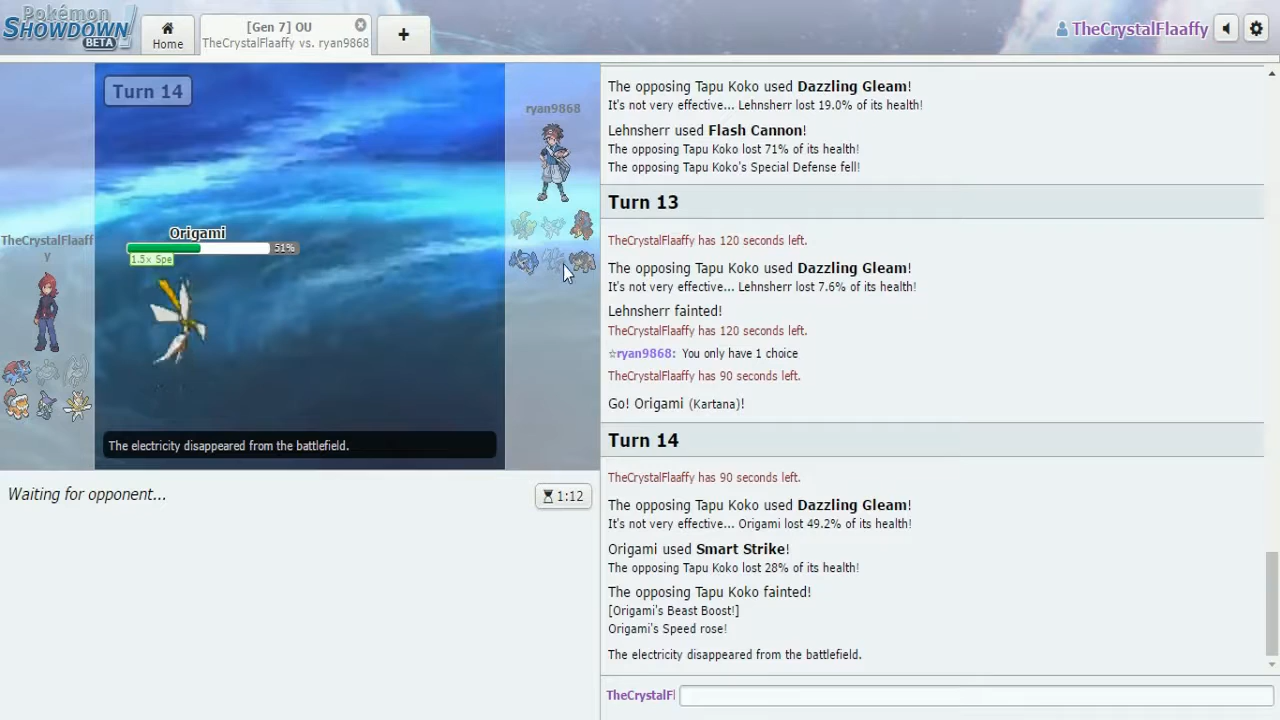 Pokémon
SHOWDOWN
BETA
Home
[Gen 7] OU
TheCrystalFlaaffy vs. ryan9868
+
TheCrystalFlaaffy
Turn 14
ryan9868
TheCrystalFlaaff
y
Origami
51%
1.5× Spe
The electricity disappeared from the battlefield.
Waiting for opponent...
1:12
The opposing Tapu Koko used Dazzling Gleam!
It's not very effective... Lehnsherr lost 19.0% of its health!
Lehnsherr used Flash Cannon!
The opposing Tapu Koko lost 71% of its health!
The opposing Tapu Koko's Special Defense fell!
Turn 13
TheCrystalFlaaffy has 120 seconds left.
The opposing Tapu Koko used Dazzling Gleam!
It's not very effective... Lehnsherr lost 7.6% of its health!
Lehnsherr fainted!
TheCrystalFlaaffy has 120 seconds left.
☆ryan9868: You only have 1 choice
TheCrystalFlaaffy has 90 seconds left.
Go! Origami (Kartana)!
Turn 14
TheCrystalFlaaffy has 90 seconds left.
The opposing Tapu Koko used Dazzling Gleam!
It's not very effective... Origami lost 49.2% of its health!
Origami used Smart Strike!
The opposing Tapu Koko lost 28% of its health!
The opposing Tapu Koko fainted!
[Origami's Beast Boost!]
Origami's Speed rose!
The electricity disappeared from the battlefield.
TheCrystalFl